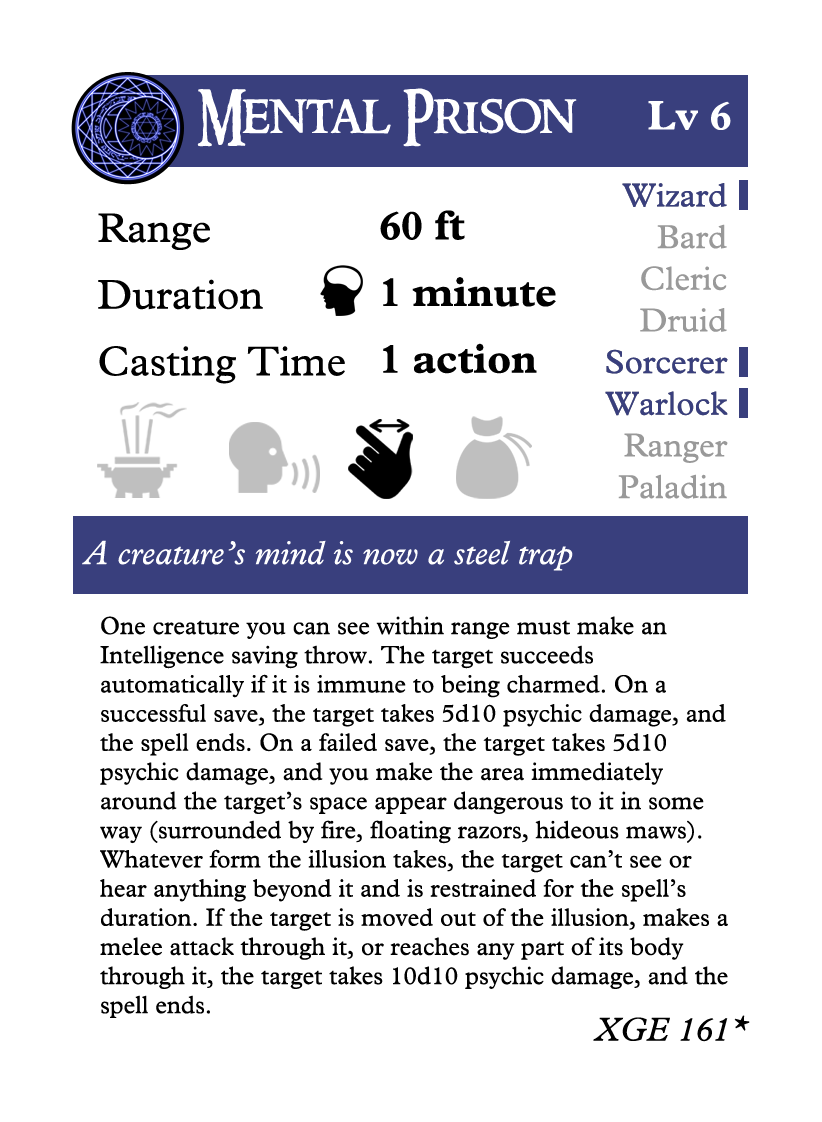 MENTAL PRISON Lv 6
Range 60 ft
Duration 1 minute
Casting Time 1 action
Wizard
Bard
Cleric
Druid
Sorcerer
Warlock
Ranger
Paladin
A creature’s mind is now a steel trap
One creature you can see within range must make an
Intelligence saving throw. The target succeeds
automatically if it is immune to being charmed. On a
successful save, the target takes 5d10 psychic damage, and
the spell ends. On a failed save, the target takes 5d10
psychic damage, and you make the area immediately
around the target’s space appear dangerous to it in some
way (surrounded by fire, floating razors, hideous maws).
Whatever form the illusion takes, the target can’t see or
hear anything beyond it and is restrained for the spell’s
duration. If the target is moved out of the illusion, makes a
melee attack through it, or reaches any part of its body
through it, the target takes 10d10 psychic damage, and the
spell ends.
XGE 161*